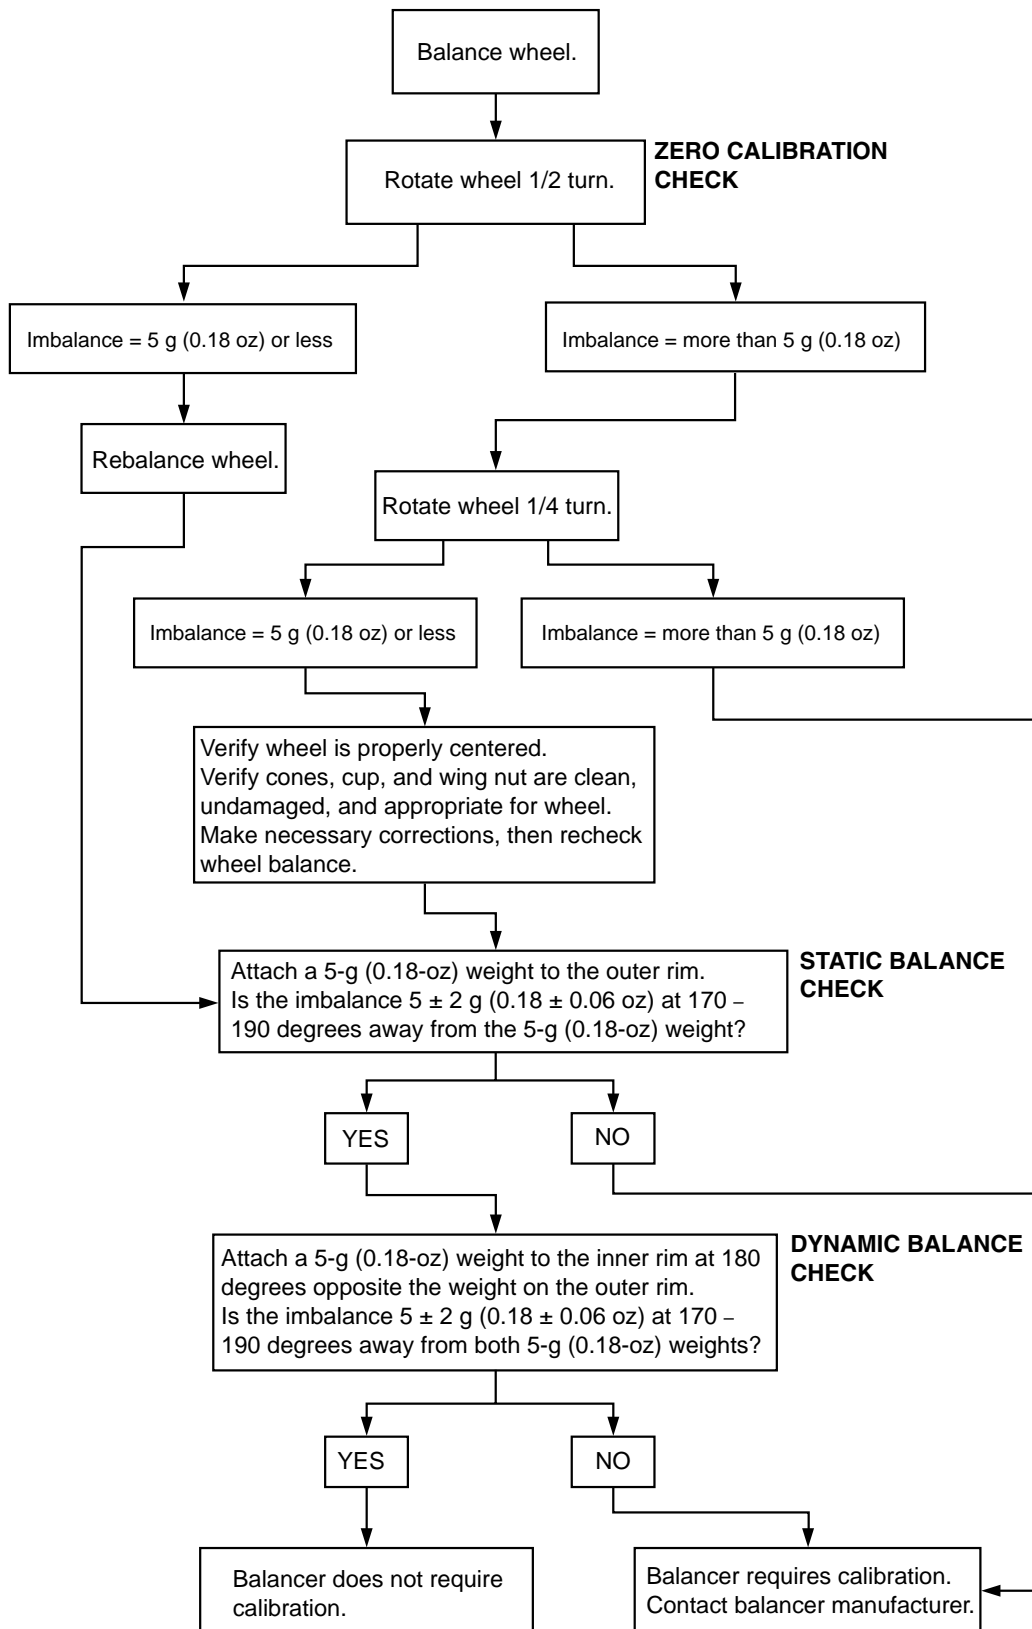 Balance wheel.
ZERO CALIBRATION
CHECK
Rotate wheel 1/2 turn.
Imbalance = 5 g (0.18 oz) or less
Imbalance = more than 5 g (0.18 oz)
Rebalance wheel.
Rotate wheel 1/4 turn.
Imbalance = 5 g (0.18 oz) or less
Imbalance = more than 5 g (0.18 oz)
Verify wheel is properly centered.
Verify cones, cup, and wing nut are clean,
undamaged, and appropriate for wheel.
Make necessary corrections, then recheck
wheel balance.
STATIC BALANCE
CHECK
Attach a 5-g (0.18-oz) weight to the outer rim.
Is the imbalance 5 ± 2 g (0.18 ± 0.06 oz) at 170 –
190 degrees away from the 5-g (0.18-oz) weight?
YES
NO
DYNAMIC BALANCE
CHECK
Attach a 5-g (0.18-oz) weight to the inner rim at 180
degrees opposite the weight on the outer rim.
Is the imbalance 5 ± 2 g (0.18 ± 0.06 oz) at 170 –
190 degrees away from both 5-g (0.18-oz) weights?
YES
NO
Balancer does not require
calibration.
Balancer requires calibration.
Contact balancer manufacturer.